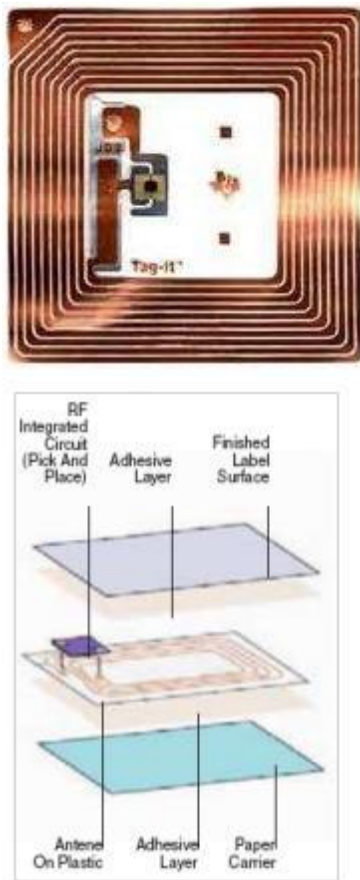 Tag-it™
RF
Integrated
Circuit
(Pick And
Place)
Adhesive
Layer
Finished
Label
Surface
Antene
On Plastic
Adhesive
Layer
Paper
Carrier